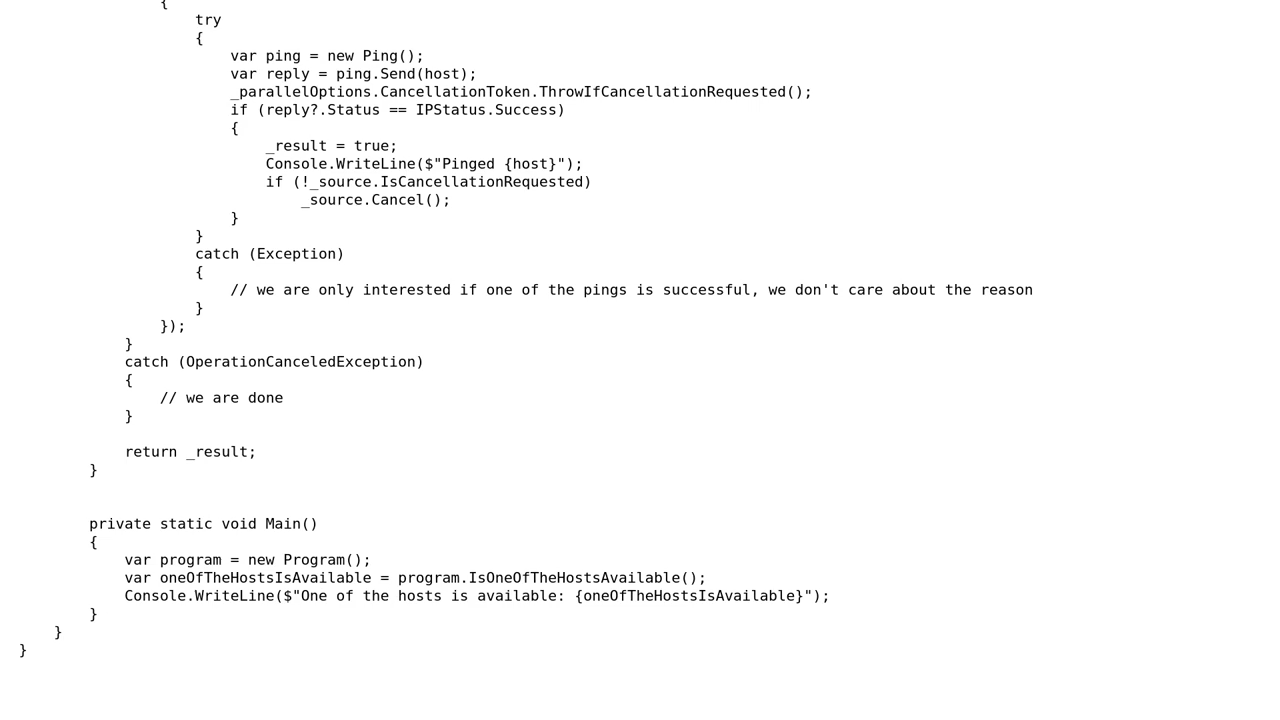 {
try
{
var ping = new Ping();
var reply = ping.Send(host);
_parallelOptions.CancellationToken.ThrowIfCancellationRequested();
if (reply?.Status == IPStatus.Success)
{
_result = true;
Console.WriteLine($"Pinged {host}");
if (!_source.IsCancellationRequested)
_source.Cancel();
}
}
catch (Exception)
{
// we are only interested if one of the pings is successful, we don't care about the reason
}
});
}
catch (OperationCanceledException)
{
// we are done
}
return _result;
}
private static void Main()
{
var program = new Program();
var oneOfTheHostsIsAvailable = program.IsOneOfTheHostsAvailable();
Console.WriteLine($"One of the hosts is available: {oneOfTheHostsIsAvailable}");
}
}
}